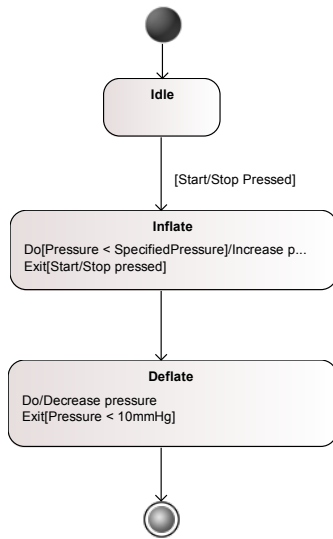 Idle
[Start/Stop Pressed]
Inflate
Do[Pressure < SpecifiedPressure]/Increase p...
Exit[Start/Stop pressed]
Deflate
Do/Decrease pressure
Exit[Pressure < 10mmHg]